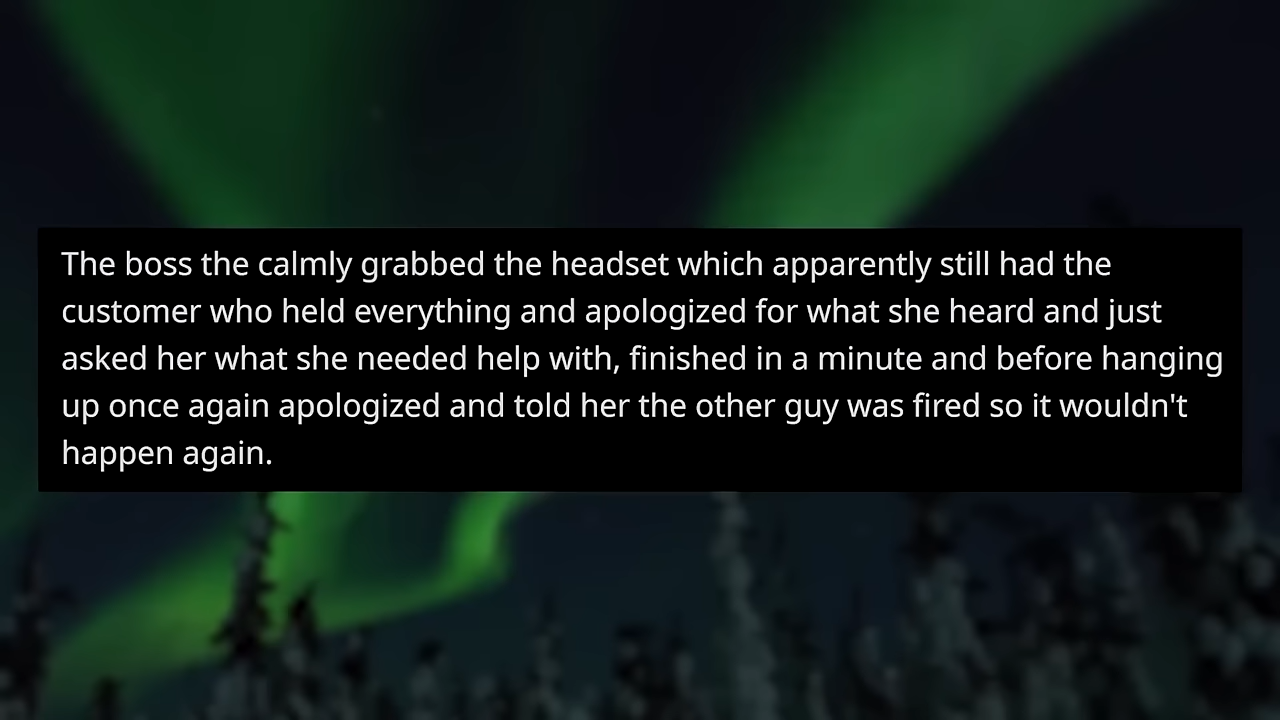 The boss the calmly grabbed the headset which apparently still had the
customer who held everything and apologized for what she heard and just
asked her what she needed help with, finished in a minute and before hanging
up once again apologized and told her the other guy was fired so it wouldn't
happen again.